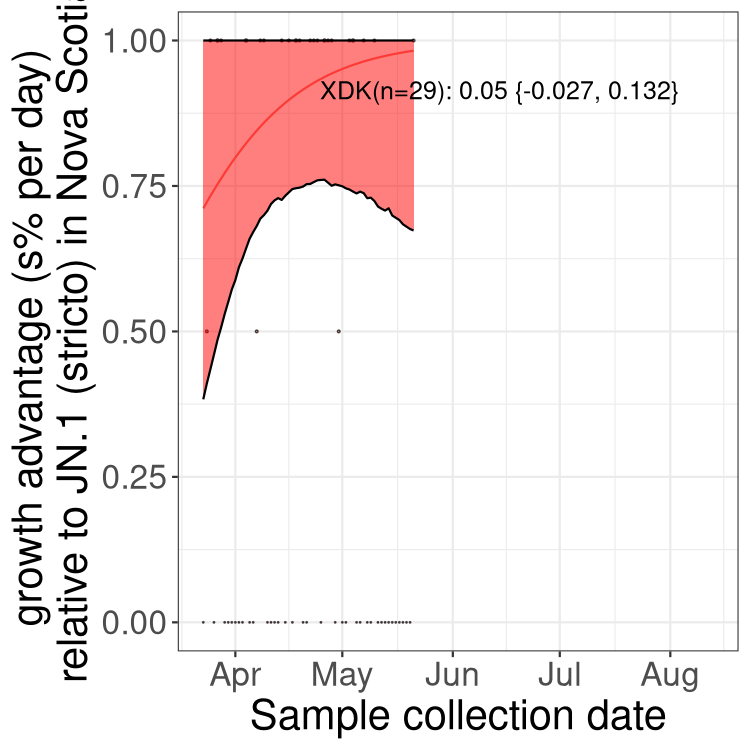 growth advantage (s% per day)
relative to JN.1 (stricto) in Nova Scotia
1.00
0.75
0.50
0.25
0.00
XDK(n=29): 0.05 {-0.027, 0.132}
Apr May Jun Jul Aug
Sample collection date